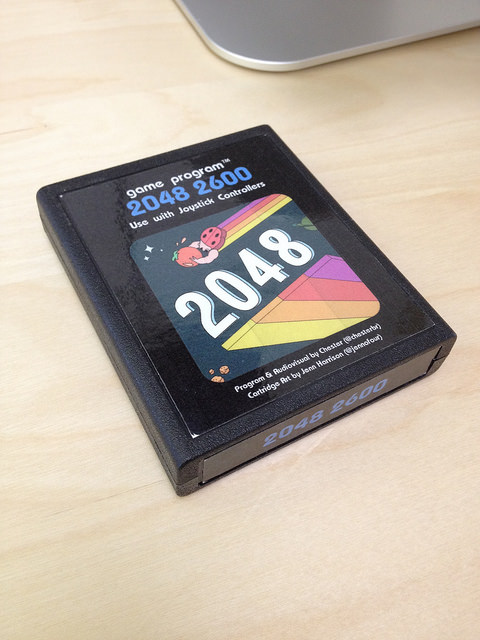 game program™
2048 2600
Use with Joystick Controllers
2048
Program & Audiovisual by Chester (@chesterbr)
Cartridge Art by Jenn Harrison (@jennofour)
2048 2600